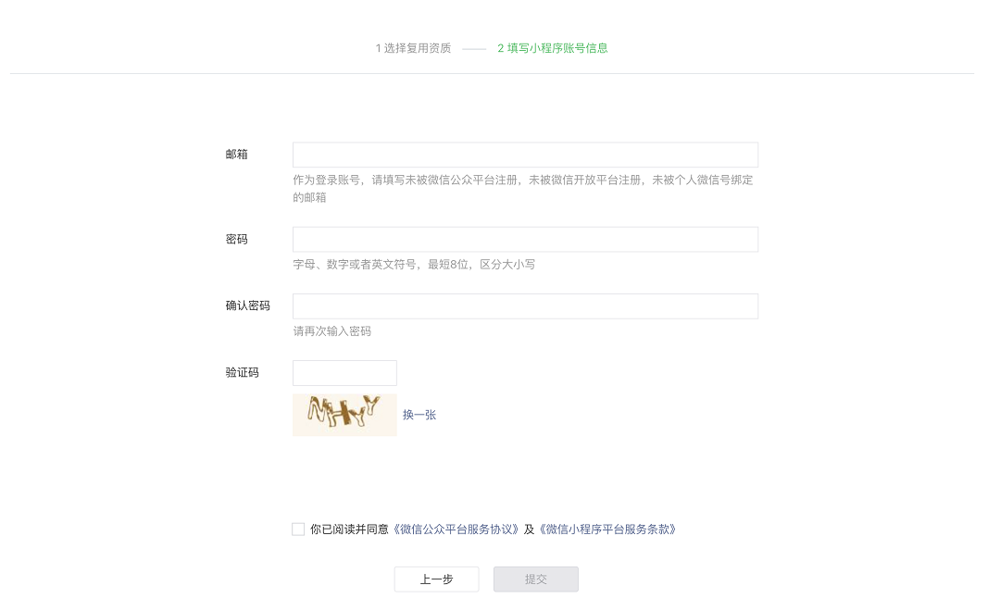 1 选择复用资质 2 填写小程序账号信息
邮箱
作为登录账号，请填写未被微信公众平台注册，未被微信开放平台注册，未被个人微信号绑定
的邮箱
密码
字母、数字或者英文符号，最短8位，区分大小写
确认密码
请再次输入密码
验证码
MHYY 换一张
你已阅读并同意《微信公众平台服务协议》及《微信小程序平台服务条款》
上一步 提交